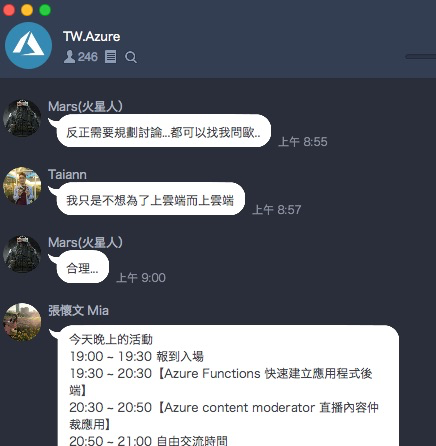 TW.Azure
246
Mars(火星人)
反正需要規劃討論...都可以找我問歐..
上午 8:55
Taiann
我只是不想為了上雲端而上雲端
上午 8:57
Mars(火星人)
合理...
上午 9:00
張懷文 Mia
今天晚上的活動
19:00 ~ 19:30 報到入場
19:30 ~ 20:30【Azure Functions 快速建立應用程式後
端】
20:30 ~ 20:50【Azure content moderator 直播內容仲
裁應用】
20:50 ~ 21:00 自由交流時間